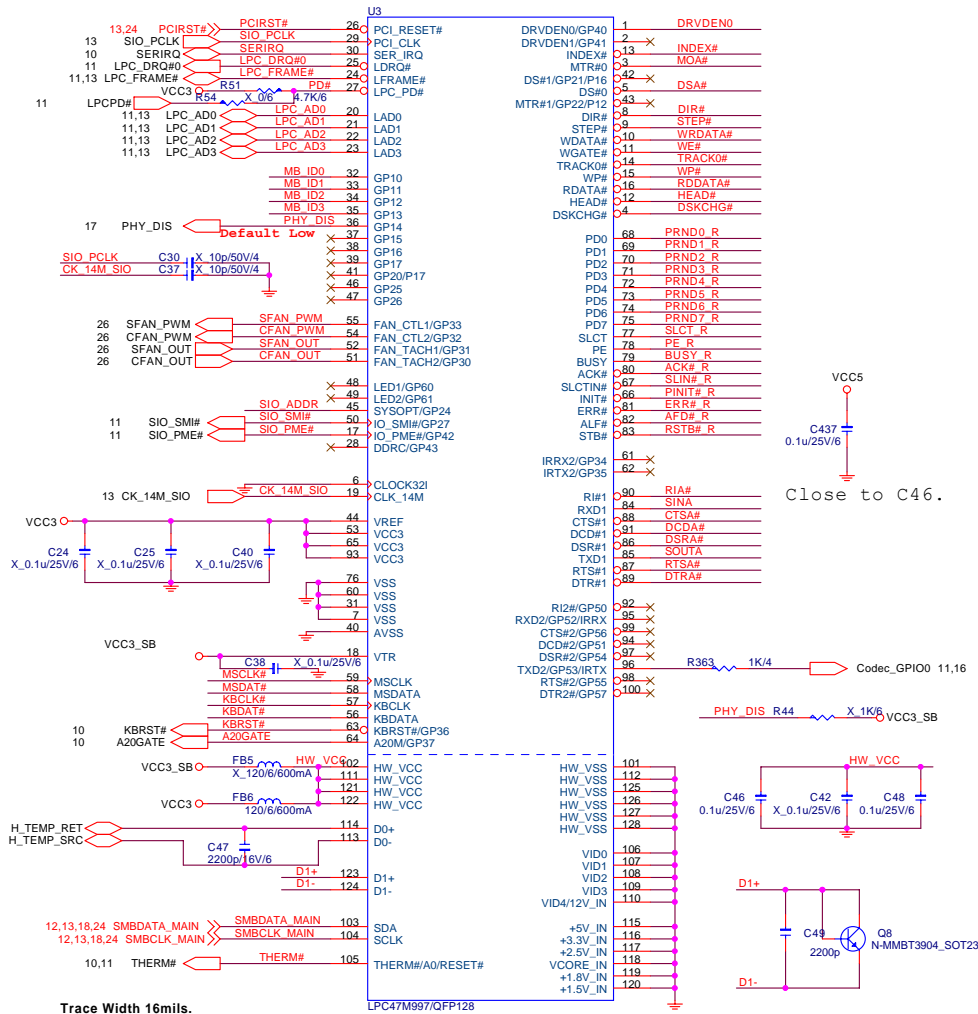 U3
13,24 PCIRST# PCIRST# 26 PCI_RESET# DRVDEN0/GP40 1 DRVDEN0
13 SIO_PCLK SIO_PCLK 29 PCI_CLK DRVDEN1/GP41 2
10 SERIRQ SERIRQ 30 SER_IRQ INDEX# 13 INDEX#
11 LPC_DRQ#0 LPC_DRQ#0 25 LDRQ# MTR#0 3 MOA#
11,13 LPC_FRAME# LPC_FRAME# 24 LFRAME# DS#1/GP21/P16 42
VCC3 R51 PD# 27 LPC_PD# DS#0 5 DSA#
11 LPCPD# R54 X_0/6 4.7K/6 MTR#1/GP22/P12 43
11,13 LPC_AD0 LPC_AD0 20 LAD0 DIR# 8 DIR#
11,13 LPC_AD1 LPC_AD1 21 LAD1 STEP# 9 STEP#
11,13 LPC_AD2 LPC_AD2 22 LAD2 WDATA# 10 WRDATA#
11,13 LPC_AD3 LPC_AD3 23 LAD3 WGATE# 11 WE#
TRACK0# 14 TRACK0#
WP# 15 WP#
MB_ID0 32 GP10 RDATA# 16 RDDATA#
MB_ID1 33 GP11 HEAD# 12 HEAD#
MB_ID2 34 GP12 DSKCHG# 4 DSKCHG#
MB_ID3 35 GP13
17 PHY_DIS PHY_DIS 36 GP14
Default Low 37 GP15 PD0 68 PRND0_R
38 GP16 PD1 69 PRND1_R
SIO_PCLK C30 X_10p/50V/4 39 GP17 PD2 70 PRND2_R
CK_14M_SIO C37 X_10p/50V/4 41 GP20/P17 PD3 71 PRND3_R
46 GP25 PD4 72 PRND4_R
47 GP26 PD5 73 PRND5_R
PD6 74 PRND6_R
26 SFAN_PWM SFAN_PWM 55 FAN_CTL1/GP33 PD7 75 PRND7_R
26 CFAN_PWM CFAN_PWM 54 FAN_CTL2/GP32 SLCT 77 SLCT_R
26 SFAN_OUT SFAN_OUT 52 FAN_TACH1/GP31 PE 78 PE_R
26 CFAN_OUT CFAN_OUT 51 FAN_TACH2/GP30 BUSY 79 BUSY_R
ACK# 80 ACK#_R
48 LED1/GP60 SLCTIN# 67 SLIN#_R
49 LED2/GP61 INIT# 66 PINIT#_R
SIO_ADDR 45 SYSOPT/GP24 ERR# 81 ERR#_R
11 SIO_SMI# SIO_SMI# 50 IO_SMI#/GP27 ALF# 82 AFD#_R
11 SIO_PME# SIO_PME# 17 IO_PME#/GP42 STB# 83 RSTB#_R
28 DDRC/GP43
VCC5
C437
0.1u/25V/6
Close to C46.
IRRX2/GP34 61
IRTX2/GP35 62
6 CLOCK32I
13 CK_14M_SIO CK_14M_SIO 19 CLK_14M RI#1 90 RIA#
RXD1 84 SINA
VCC3 44 VREF CTS#1 88 CTSA#
53 VCC3 DCD#1 91 DCDA#
65 VCC3 DSR#1 86 DSRA#
93 VCC3 TXD1 85 SOUTA
C24 C25 C40 RTS#1 87 RTSA#
X_0.1u/25V/6 X_0.1u/25V/6 X_0.1u/25V/6 DTR#1 89 DTRA#
76 VSS
60 VSS
31 VSS RI2#/GP50 92
7 VSS RXD2/GP52/IRRX 95
40 AVSS CTS#2/GP56 99
VCC3_SB DCD#2/GP51 94
18 VTR DSR#2/GP54 97
C38 X_0.1u/25V/6 TXD2/GP53/IRTX 96 R363 1K/4 Codec_GPIO0 11,16
MSCLK# 59 MSCLK RTS#2/GP55 98
MSDAT# 58 MSDATA DTR2#/GP57 100
KBCLK# 57 KBCLK
KBDAT# 56 KBDATA PHY_DIS R44 X_1K/6 VCC3_SB
10 KBRST# KBRST# 63 KBRST#/GP36
10 A20GATE A20GATE 64 A20M/GP37
VCC3_SB FB5 HW_VCC 102 HW_VCC HW_VSS 101 HW_VCC
X_120/6/600mA 111 HW_VCC HW_VSS 112
121 HW_VCC HW_VSS 125
VCC3 FB6 122 HW_VCC HW_VSS 126
120/6/600mA HW_VSS 127
HW_VSS 128
C46 C42 C48
0.1u/25V/6 X_0.1u/25V/6 0.1u/25V/6
H_TEMP_RET 114 D0+
H_TEMP_SRC 113 D0-
C47
2200p/16V/6
VID0 106
VID1 107
D1+ 123 D1+ VID2 108
D1- 124 D1- VID3 109
VID4/12V_IN 110
D1+
12,13,18,24 SMBDATA_MAIN SMBDATA_MAIN 103 SDA +5V_IN 115
12,13,18,24 SMBCLK_MAIN SMBCLK_MAIN 104 SCLK +3.3V_IN 116
+2.5V_IN 117
10,11 THERM# THERM# 105 THERM#/A0/RESET# VCORE_IN 118
+1.8V_IN 119
+1.5V_IN 120
C49
2200p
Q8
N-MMBT3904_SOT23
D1-
Trace Width 16mils.
LPC47M997/QFP128